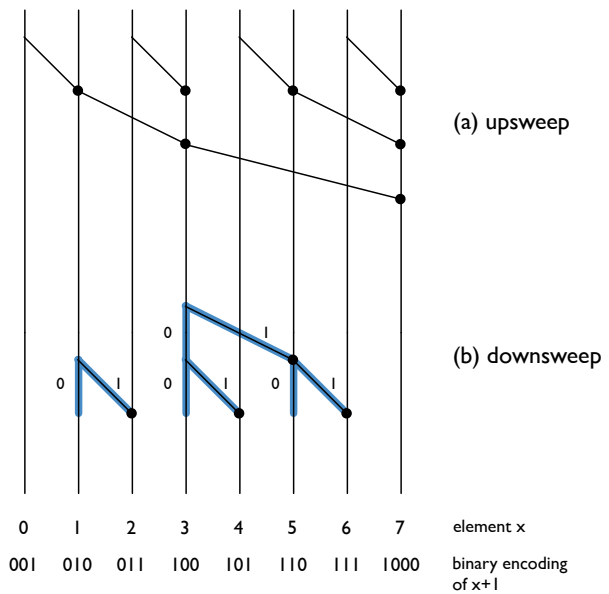 (a) upsweep
0 1
(b) downsweep
0 1 0 1 0 1
0 1 2 3 4 5 6 7 element x
001 010 011 100 101 110 111 1000 binary encoding
of x+1